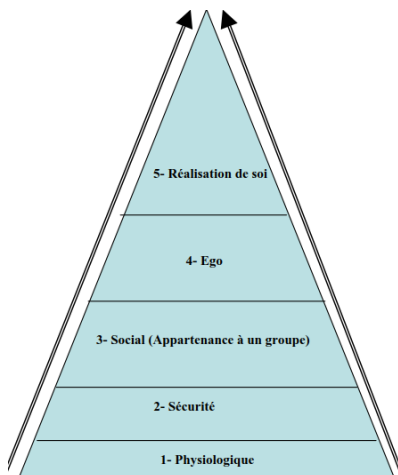 5- Réalisation de soi
4- Ego
3- Social (Appartenance à un groupe)
2- Sécurité
1- Physiologique